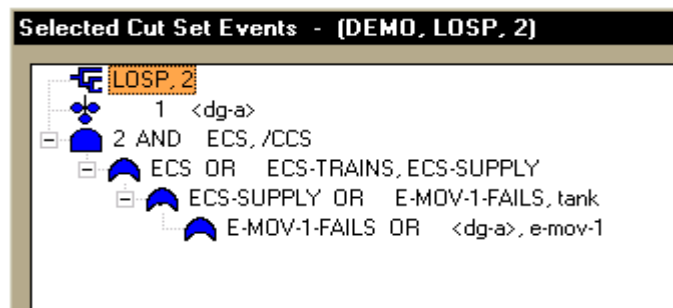 Selected Cut Set Events - (DEMO, LOSP, 2)
LOSP, 2
1 <dg-a>
2 AND ECS, /CCS
ECS OR ECS-TRAINS, ECS-SUPPLY
ECS-SUPPLY OR E-MOV-1-FAILS, tank
E-MOV-1-FAILS OR <dg-a>, e-mov-1